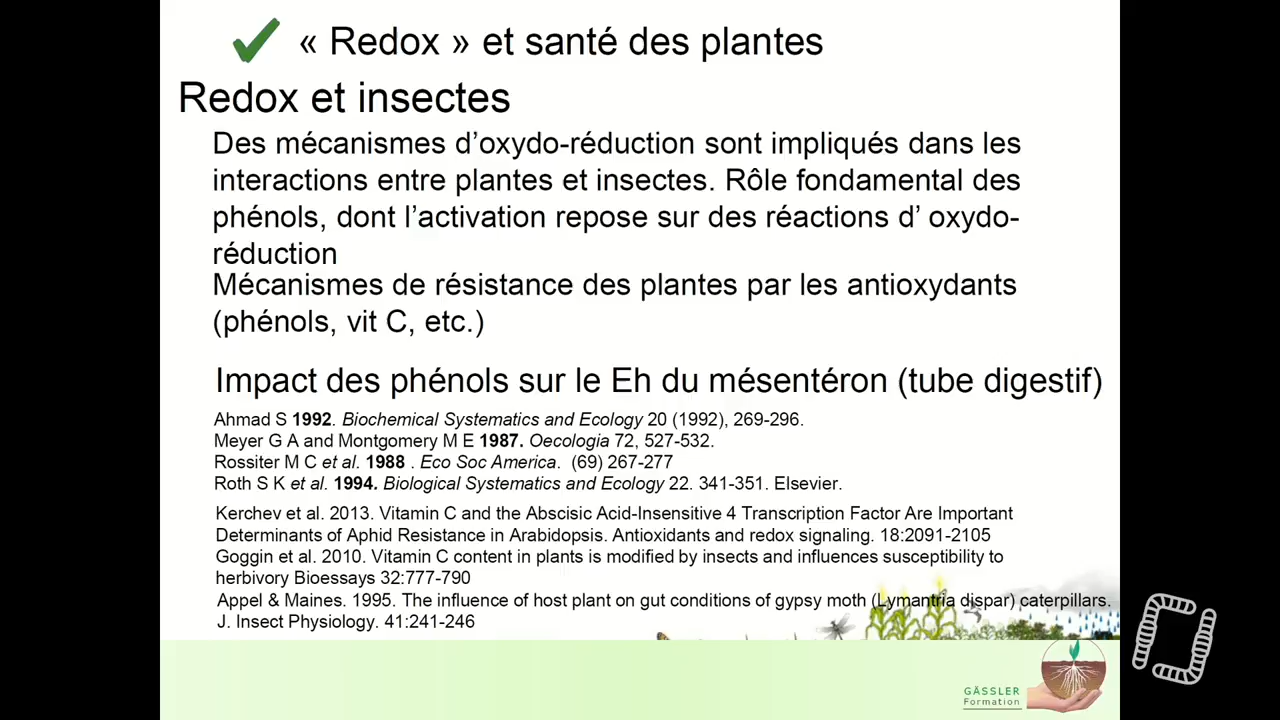 « Redox » et santé des plantes
Redox et insectes
Des mécanismes d’oxydo-réduction sont impliqués dans les
interactions entre plantes et insectes. Rôle fondamental des
phénols, dont l’activation repose sur des réactions d’ oxydo-
réduction
Mécanismes de résistance des plantes par les antioxydants
(phénols, vit C, etc.)
Impact des phénols sur le Eh du mésentéron (tube digestif)
Ahmad S 1992. Biochemical Systematics and Ecology 20 (1992), 269-296.
Meyer G A and Montgomery M E 1987. Oecologia 72, 527-532.
Rossiter M C et al. 1988 . Eco Soc America. (69) 267-277
Roth S K et al. 1994. Biological Systematics and Ecology 22. 341-351. Elsevier.
Kerchev et al. 2013. Vitamin C and the Abscisic Acid-Insensitive 4 Transcription Factor Are Important
Determinants of Aphid Resistance in Arabidopsis. Antioxidants and redox signaling. 18:2091-2105
Goggin et al. 2010. Vitamin C content in plants is modified by insects and influences susceptibility to
herbivory Bioessays 32:777-790
Appel & Maines. 1995. The influence of host plant on gut conditions of gypsy moth (Lymantria dispar) caterpillars.
J. Insect Physiology. 41:241-246
GÄSSLER
Formation